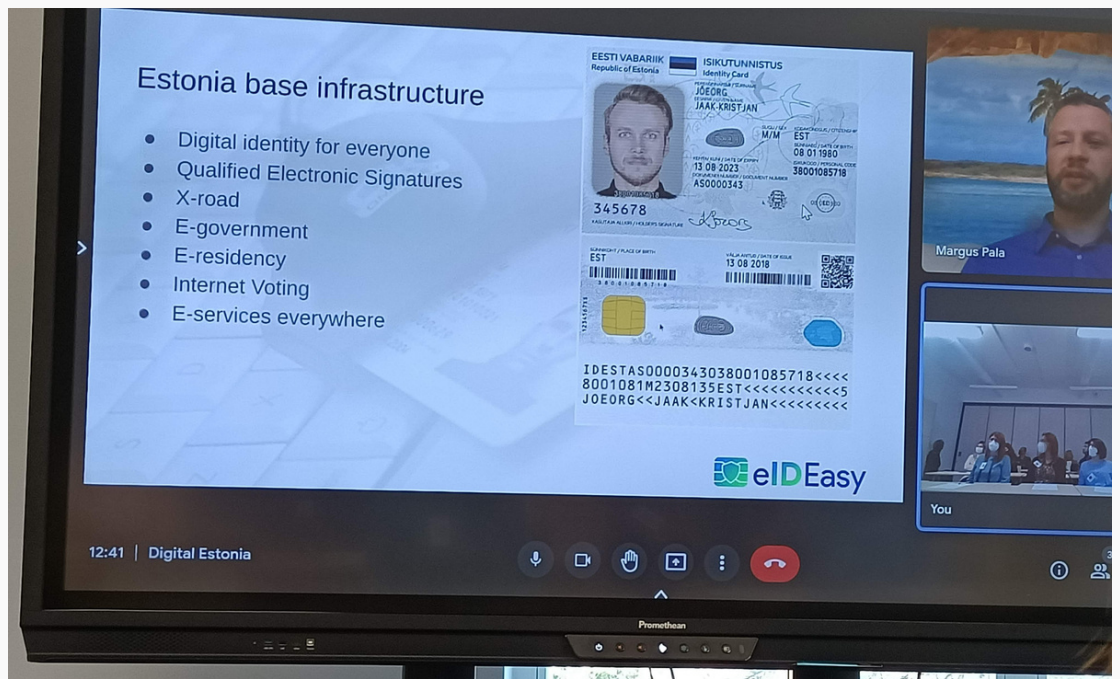 Estonia base infrastructure
Digital identity for everyone
Qualified Electronic Signatures
X-road
E-government
E-residency
Internet Voting
E-services everywhere
EESTI VABARIIK
Republic of Estonia
ISIKUTUNNISTUS
Identity Card
JÕEORG
JAAK-KRISTJAN
M/M
EST
08 01 1980
13 08 2023
38001085718
AS0000343
345678
EST
13 08 2018
IDESTAS0000343038001085718<<<<
8001081M2308135EST<<<<<<<<<<<5
JOEORG<<JAAK<KRISTJAN<<<<<<<<<
eIDEasy
Margus Pala
You
12:41 | Digital Estonia
Promethean